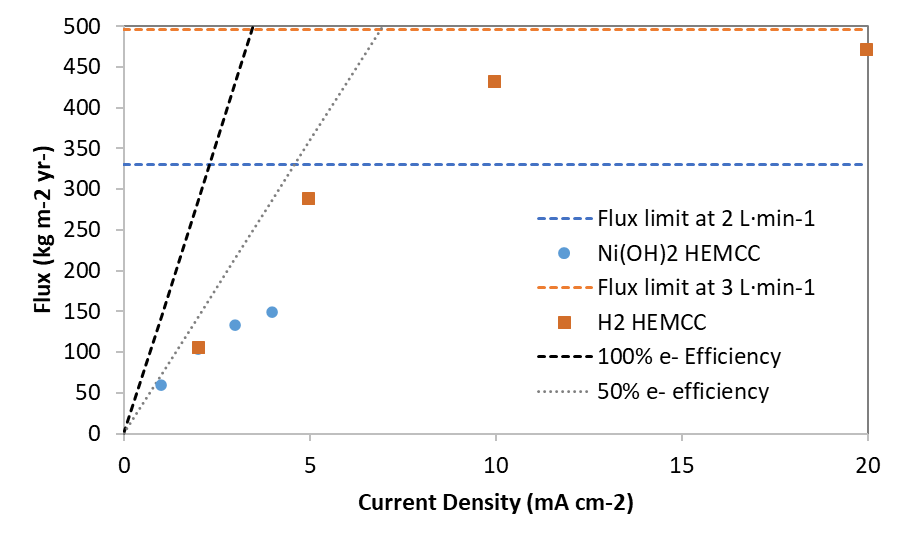 500
450
400
350
300
250
200
150
100
50
0
Flux (kg m-2 yr-)
Flux limit at 2 L·min-1
Ni(OH)2 HEMCC
Flux limit at 3 L·min-1
H2 HEMCC
100% e- Efficiency
50% e- efficiency
0 5 10 15 20
Current Density (mA cm-2)